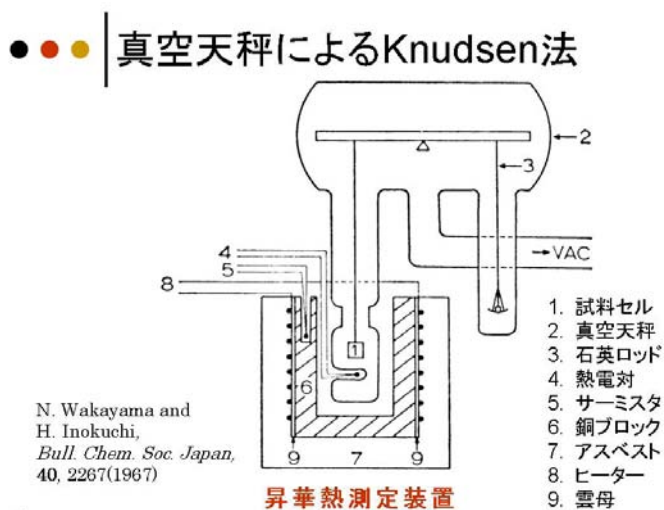 真空天秤によるKnudsen法
2
3
VAC
4
5
8
1
6
9
7
9
1. 試料セル
2. 真空天秤
3. 石英ロッド
4. 熱電対
5. サーミスタ
6. 銅ブロック
7. アスベスト
8. ヒーター
9. 雲母
N. Wakayama and
H. Inokuchi,
Bull. Chem. Soc. Japan,
40, 2267(1967)
昇華熱測定装置